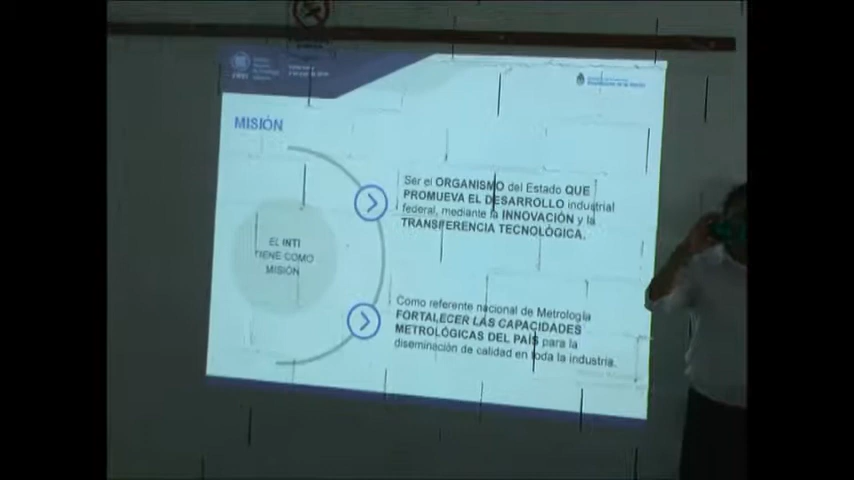 MISIÓN
Ser el ORGANISMO del Estado QUE
PROMUEVA EL DESARROLLO industrial
federal, mediante la INNOVACIÓN y la
TRANSFERENCIA TECNOLÓGICA.
EL INTI
TIENE COMO
MISIÓN
Como referente nacional de Metrología
FORTALECER LAS CAPACIDADES
METROLÓGICAS DEL PAÍS para la
diseminación de calidad en toda la industria.